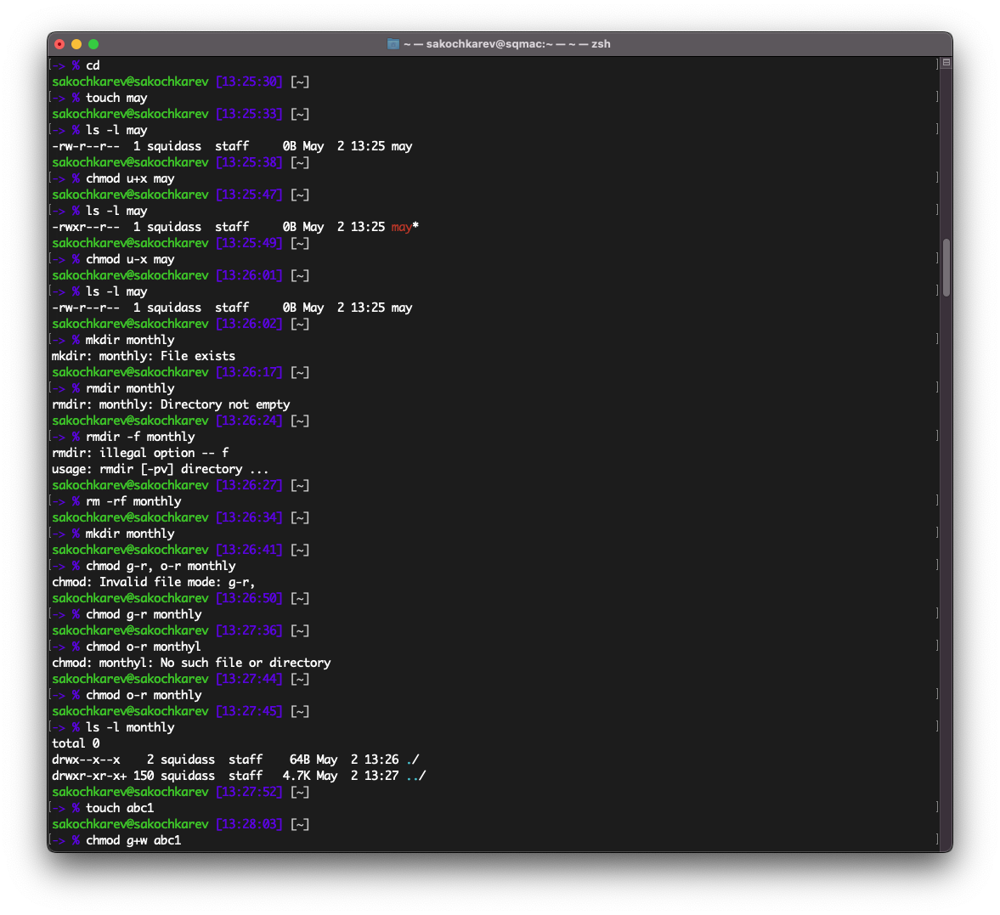 ~ — sakochkarev@sqmac:~ — ~ — zsh
[-> % cd ]
sakochkarev@sakochkarev [13:25:30] [~]
[-> % touch may ]
sakochkarev@sakochkarev [13:25:33] [~]
[-> % ls -l may ]
-rw-r--r--  1 squidass  staff     0B May  2 13:25 may
sakochkarev@sakochkarev [13:25:38] [~]
[-> % chmod u+x may ]
sakochkarev@sakochkarev [13:25:47] [~]
[-> % ls -l may ]
-rwxr--r--  1 squidass  staff     0B May  2 13:25 may*
sakochkarev@sakochkarev [13:25:49] [~]
[-> % chmod u-x may ]
sakochkarev@sakochkarev [13:26:01] [~]
[-> % ls -l may ]
-rw-r--r--  1 squidass  staff     0B May  2 13:25 may
sakochkarev@sakochkarev [13:26:02] [~]
[-> % mkdir monthly ]
mkdir: monthly: File exists
sakochkarev@sakochkarev [13:26:17] [~]
[-> % rmdir monthly ]
rmdir: monthly: Directory not empty
sakochkarev@sakochkarev [13:26:24] [~]
[-> % rmdir -f monthly ]
rmdir: illegal option -- f
usage: rmdir [-pv] directory ...
sakochkarev@sakochkarev [13:26:27] [~]
[-> % rm -rf monthly ]
sakochkarev@sakochkarev [13:26:34] [~]
[-> % mkdir monthly ]
sakochkarev@sakochkarev [13:26:41] [~]
[-> % chmod g-r, o-r monthly ]
chmod: Invalid file mode: g-r,
sakochkarev@sakochkarev [13:26:50] [~]
[-> % chmod g-r monthly ]
sakochkarev@sakochkarev [13:27:36] [~]
[-> % chmod o-r monthyl ]
chmod: monthyl: No such file or directory
sakochkarev@sakochkarev [13:27:44] [~]
[-> % chmod o-r monthly ]
sakochkarev@sakochkarev [13:27:45] [~]
[-> % ls -l monthly ]
total 0
drwx--x--x    2 squidass  staff    64B May  2 13:26 ./
drwxr-xr-x+ 150 squidass  staff   4.7K May  2 13:27 ../
sakochkarev@sakochkarev [13:27:52] [~]
[-> % touch abc1 ]
sakochkarev@sakochkarev [13:28:03] [~]
[-> % chmod g+w abc1 ]